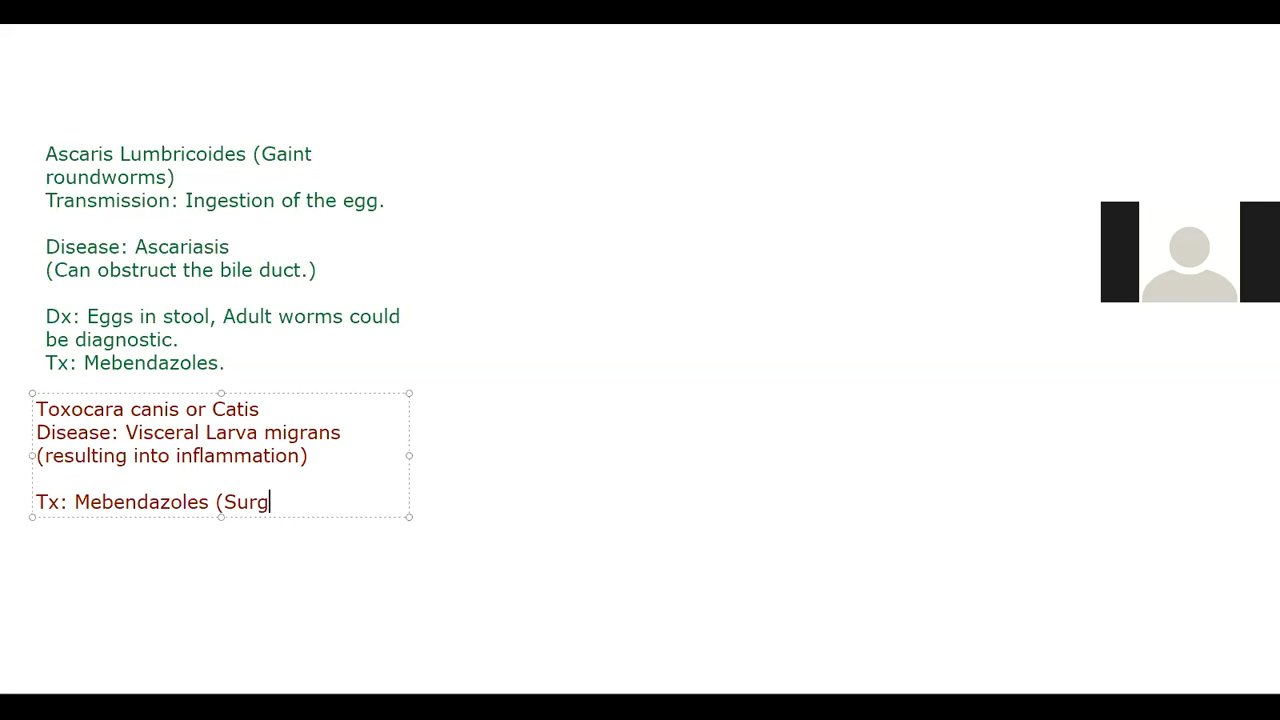 Ascaris Lumbricoides (Gaint
roundworms)
Transmission: Ingestion of the egg.
Disease: Ascariasis
(Can obstruct the bile duct.)
Dx: Eggs in stool, Adult worms could
be diagnostic.
Tx: Mebendazoles.
Toxocara canis or Catis
Disease: Visceral Larva migrans
(resulting into inflammation)
Tx: Mebendazoles (Surg